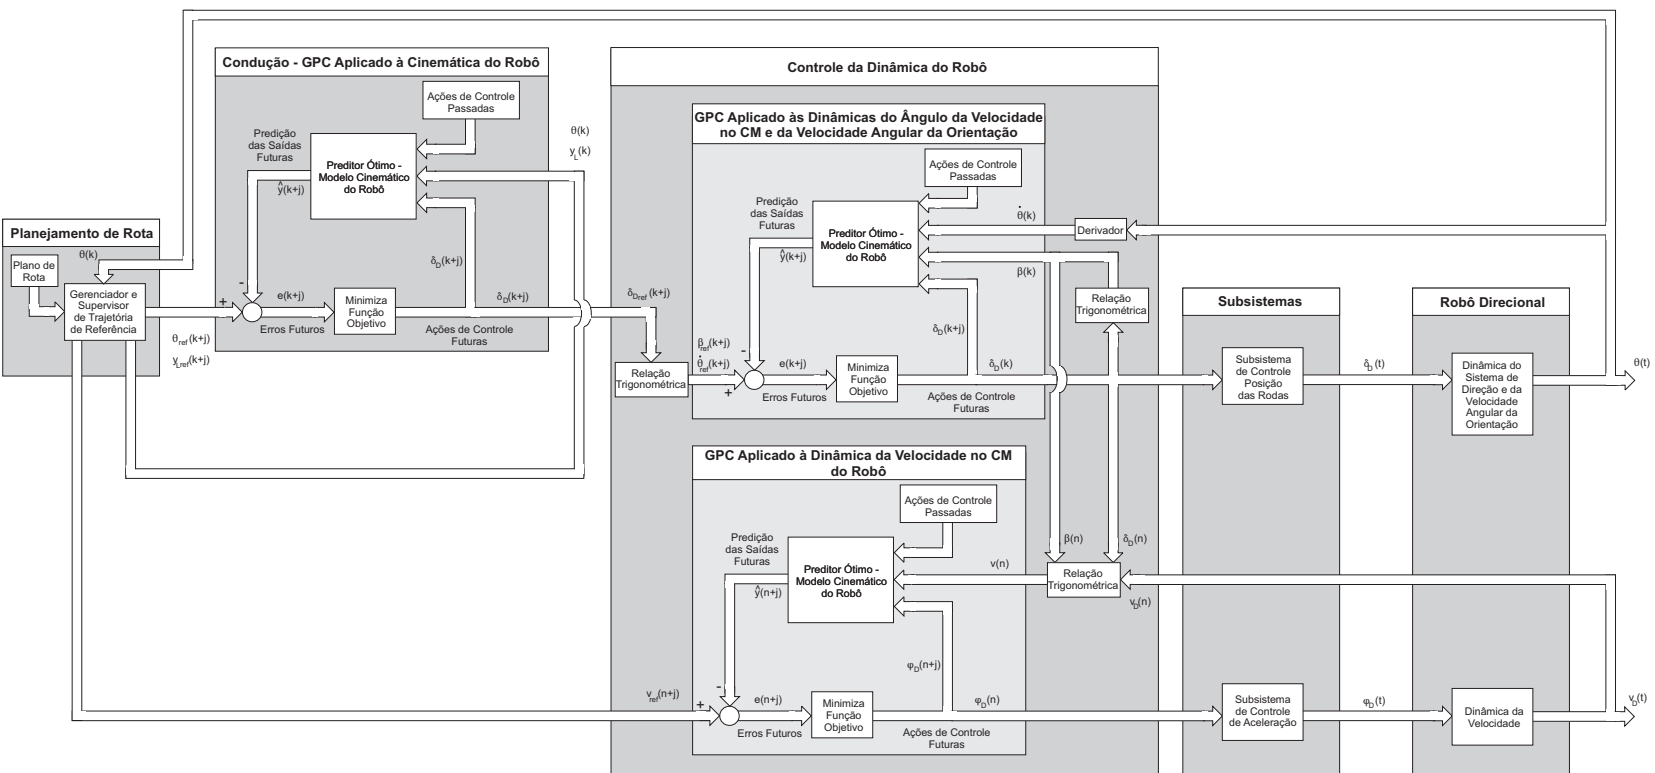 Planejamento de Rota
θ(k)
Plano de
Rota
Gerenciador e
Supervisor
de Trajetória
de Referência
θref(k+j)
yLref(k+j)
Condução - GPC Aplicado à Cinemática do Robô
Ações de Controle
Passadas
Predição
das Saídas
Futuras
ŷ(k+j)
Preditor Ótimo -
Modelo Cinemático
do Robô
θ(k)
yL(k)
δD(k+j)
-
+
e(k+j)
Erros Futuros
Minimiza
Função
Objetivo
δD(k+j)
Ações de Controle
Futuras
Controle da Dinâmica do Robô
δDref(k+j)
Relação
Trigonométrica
GPC Aplicado às Dinâmicas do Ângulo da Velocidade
no CM e da Velocidade Angular da Orientação
Ações de Controle
Passadas
Predição
das Saídas
Futuras
ŷ(k+j)
Preditor Ótimo -
Modelo Cinemático
do Robô
θ̇(k)
Derivador
β(k)
Relação
Trigonométrica
δD(k+j)
βref(k+j)
θ̇ref(k+j)
-
+
e(k+j)
Erros Futuros
Minimiza
Função
Objetivo
δD(k)
Ações de Controle
Futuras
GPC Aplicado à Dinâmica da Velocidade no CM
do Robô
Ações de Controle
Passadas
Predição
das Saídas
Futuras
ŷ(n+j)
Preditor Ótimo -
Modelo Cinemático
do Robô
v(n)
β(n)
δD(n)
Relação
Trigonométrica
vD(n)
φD(n+j)
vref(n+j)
-
+
e(n+j)
Erros Futuros
Minimiza
Função
Objetivo
φD(n)
Ações de Controle
Futuras
Subsistemas
Subsistema
de Controle
Posição
das Rodas
δD(t)
Subsistema
de Controle
de Aceleração
φD(t)
Robô Direcional
Dinâmica do
Sistema de
Direção e da
Velocidade
Angular da
Orientação
θ(t)
Dinâmica da
Velocidade
vD(t)